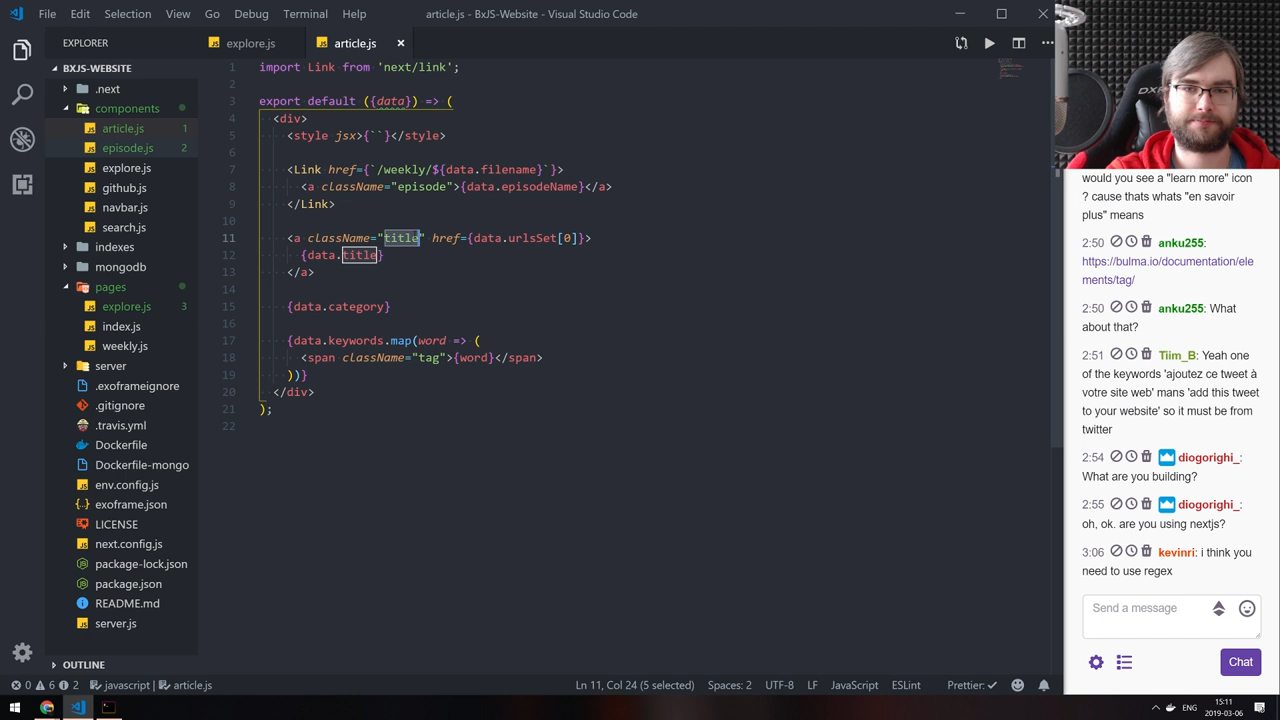 File Edit Selection View Go Debug Terminal Help
article.js - BxJS-Website - Visual Studio Code
EXPLORER
BXJS-WEBSITE
.next
components
article.js 1
episode.js 2
explore.js
github.js
navbar.js
search.js
indexes
mongodb
pages
explore.js 3
index.js
weekly.js
server
.exoframeignore
.gitignore
.travis.yml
Dockerfile
Dockerfile-mongo
env.config.js
exoframe.json
LICENSE
next.config.js
package-lock.json
package.json
README.md
server.js
OUTLINE
explore.js article.js
1 import Link from 'next/link';
2
3 export default ({data}) => (
4 <div>
5 <style jsx>{``}</style>
6
7 <Link href={`/weekly/${data.filename}`}>
8 <a className="episode">{data.episodeName}</a>
9 </Link>
10
11 <a className="title" href={data.urlsSet[0]}>
12 {data.title}
13 </a>
14
15 {data.category}
16
17 {data.keywords.map(word => (
18 <span className="tag">{word}</span>
19 ))}
20 </div>
21 );
22
0 6 2 javascript | article.js
Ln 11, Col 24 (5 selected) Spaces: 2 UTF-8 LF JavaScript ESLint Prettier: ✓
DXR
would you see a "learn more" icon
? cause thats whats "en savoir
plus" means
2:50 anku255:
https://bulma.io/documentation/ele
ments/tag/
2:50 anku255: What
about that?
2:51 Tiim_B: Yeah one
of the keywords 'ajoutez ce tweet à
votre site web' mans 'add this tweet
to your website' so it must be from
twitter
2:54 diogorighi_:
What are you building?
2:55 diogorighi_:
oh, ok. are you using nextjs?
3:06 kevinri: i think you
need to use regex
Send a message
Chat
ENG
15:11
2019-03-06